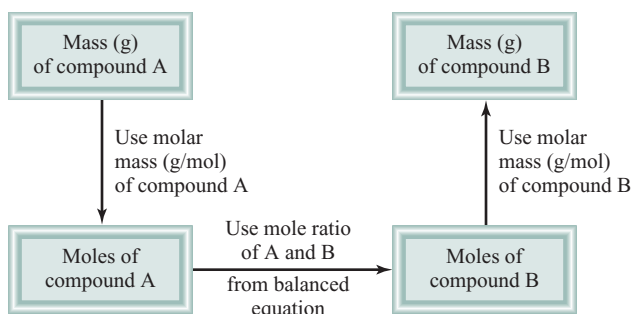 Mass (g)
of compound A
Mass (g)
of compound B
Use molar
mass (g/mol)
of compound A
Use molar
mass (g/mol)
of compound B
Moles of
compound A
Use mole ratio
of A and B
from balanced
equation
Moles of
compound B